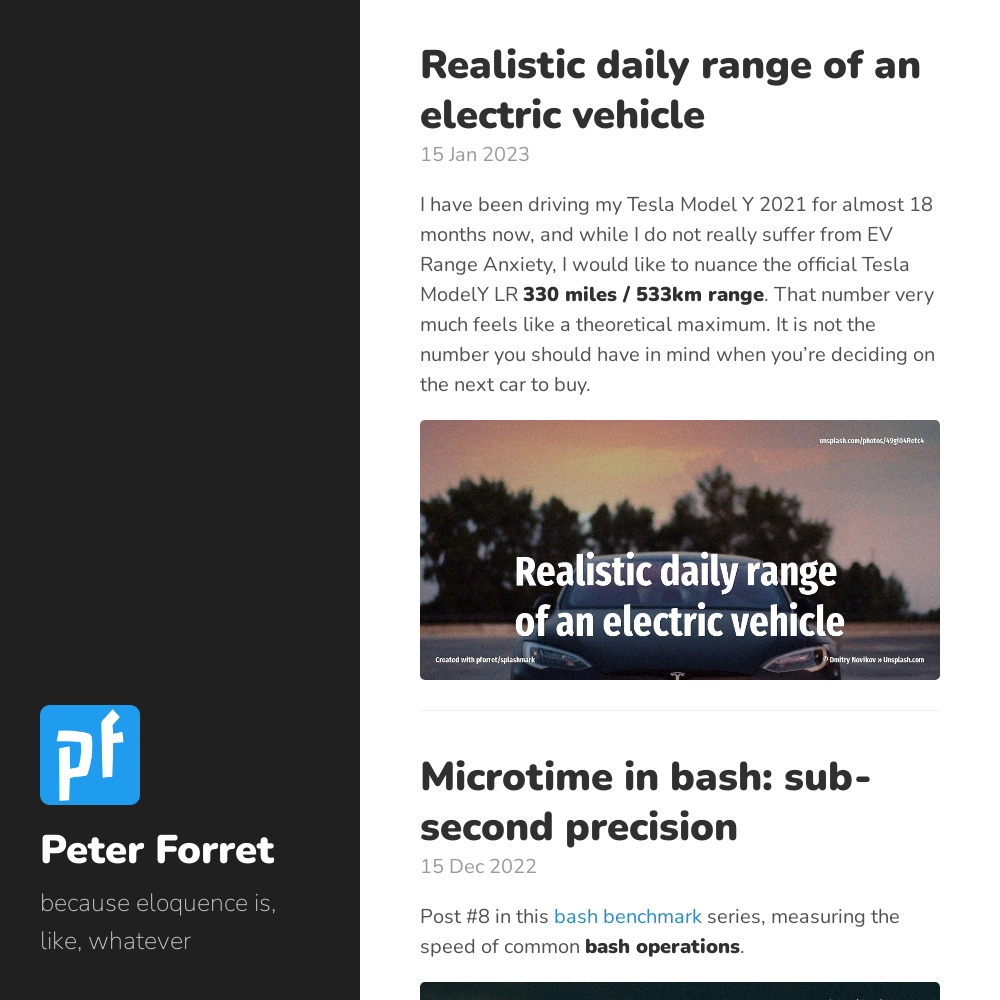 Realistic daily range of an
electric vehicle
15 Jan 2023
I have been driving my Tesla Model Y 2021 for almost 18
months now, and while I do not really suffer from EV
Range Anxiety, I would like to nuance the official Tesla
ModelY LR 330 miles / 533km range. That number very
much feels like a theoretical maximum. It is not the
number you should have in mind when you’re deciding on
the next car to buy.
unsplash.com/photos/49gl04Retc4
Realistic daily range
of an electric vehicle
Created with pforret/splashmark
© Dmitry Novikov » Unsplash.com
pf
Peter Forret
because eloquence is,
like, whatever
Microtime in bash: sub-
second precision
15 Dec 2022
Post #8 in this bash benchmark series, measuring the
speed of common bash operations.